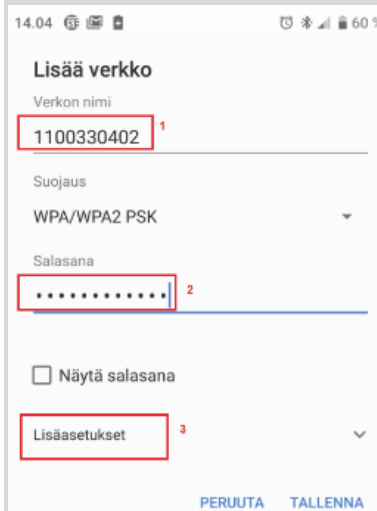 14.04 60 %
Lisää verkko
Verkon nimi
1100330402 1
Suojaus
WPA/WPA2 PSK
Salasana
•••••••••••• 2
Näytä salasana
Lisäasetukset 3
PERUUTA TALLENNA